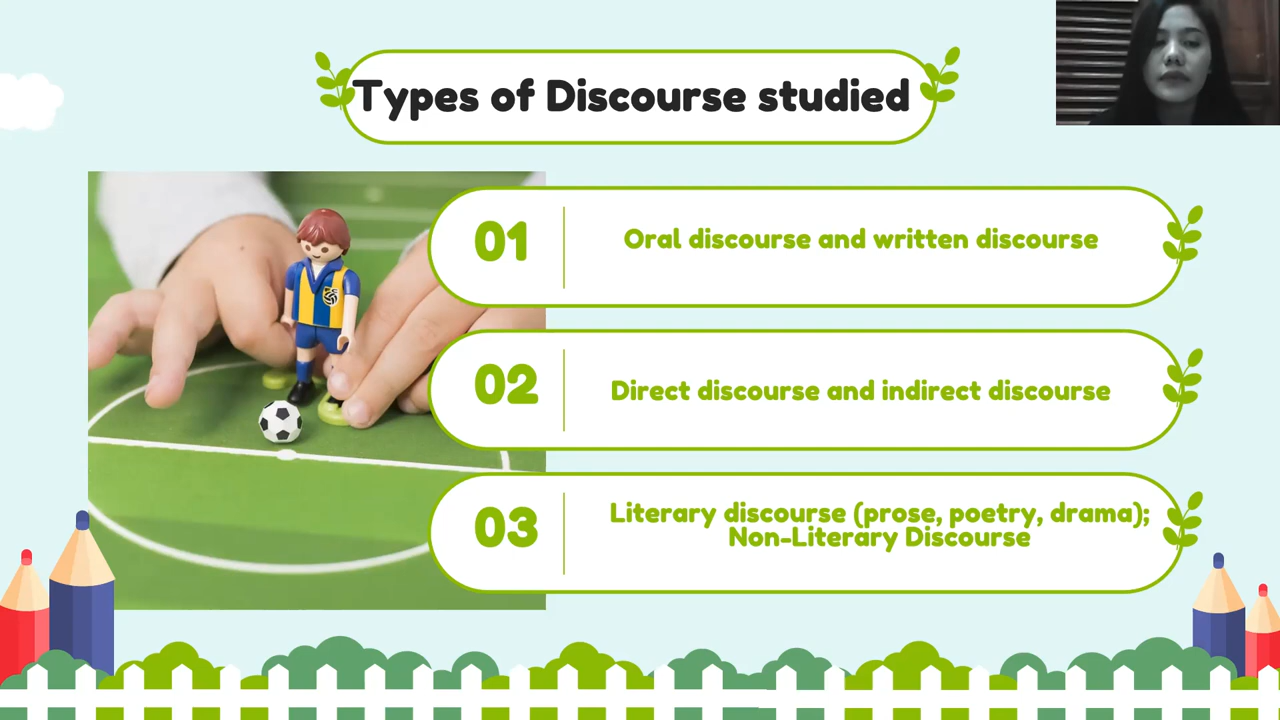 Types of Discourse studied
01
Oral discourse and written discourse
02
Direct discourse and indirect discourse
03
Literary discourse (prose, poetry, drama);
Non-Literary Discourse